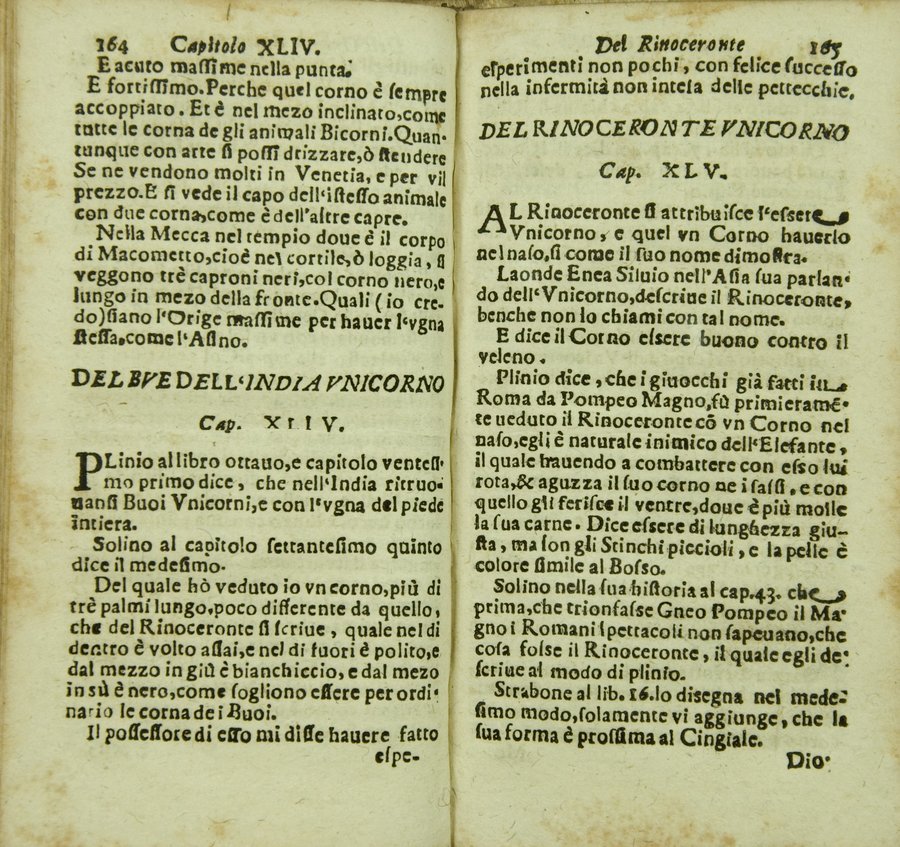 164 Capitolo XLIV.
E acuto maſſime nella punta.
E fortiſſimo. Perche quel corno è ſempre
accoppiato. Et è nel mezo inclinato,come
tutte le corna de gli animali Bicorni.Quan-
tunque con arte ſi poſſi drizzare,ò ſtendere
Se ne vendono molti in Venetia, e per vil
prezzo.E ſi vede il capo dell'iſteſſo animale
con due corna,come è dell'altre capre.
Nella Mecca nel tempio doue è il corpo
di Macometto,cioè nel cortile,ò loggia, ſi
veggono trè caproni neri,col corno nero,e
lungo in mezo della fronte.Quali (io cre-
do)ſiano l'Orige maſſime per hauer l'vgna
ſteſſa,come l'Aſino.
DEL BVE DELL'INDIA VNICORNO
Cap. XLIV.
PLinio al libro ottauo,e capitolo venteſi-
mo primo dice, che nell'India ritruo-
uanſi Buoi Vnicorni,e con l'vgna del piede
intiera.
Solino al capitolo ſettanteſimo quinto
dice il medeſimo.
Del quale hò veduto io vn corno,più di
trè palmi lungo,poco differente da quello,
che del Rinoceronte ſi ſcriue, quale nel di
dentro è volto aſſai,e nel di fuori è polito,e
dal mezzo in giù è bianchiccio,e dal mezo
in sù è nero,come ſogliono eſſere per ordi-
nario le corna de i Buoi.
Il poſſeſſore di eſſo mi diſſe hauere fatto
eſpe-
Del Rinoceronte 165
eſperimenti non pochi, con felice ſucceſſo
nella infermità non inteſa delle pettecchie.
DEL RINOCERONTE VNICORNO
Cap. XLV.
AL Rinoceronte ſi attribuiſce l'eſſere
Vnicorno, e quel vn Corno hauerlo
nel naſo,ſi come il ſuo nome dimoſtra.
Laonde Enea Siluio nell'Aſia ſua parlan-
do dell'Vnicorno,deſcriue il Rinoceronte,
benche non lo chiami con tal nome.
E dice il Corno eſſere buono contro il
veleno.
Plinio dice, che i giuocchi già fatti in
Roma da Pompeo Magno,fù primieramẽ-
te ueduto il Rinoceronte cõ vn Corno nel
naſo,egli è naturale inimico dell'Elefante,
il quale hauendo a combattere con eſſo lui
rota,& aguzza il ſuo corno ne i ſaſſi, e con
quello gli feriſce il ventre,doue è più molle
la ſua carne. Dice eſſere di lunghezza giu-
ſta, ma ſon gli Stinchi piccioli, e la pelle è
colore ſimile al Boſſo.
Solino nella ſua hiſtoria al cap.43. che
prima,che trionfaſſe Gneo Pompeo il Ma-
gno i Romani ſpettacoli non ſapeuano,che
coſa foſſe il Rinoceronte, il quale egli de-
ſcriue al modo di plinio.
Strabone al lib. 16.lo disegna nel mede-
ſimo modo,ſolamente vi aggiunge, che la
ſua forma è proſſima al Cingiale.
Dio-